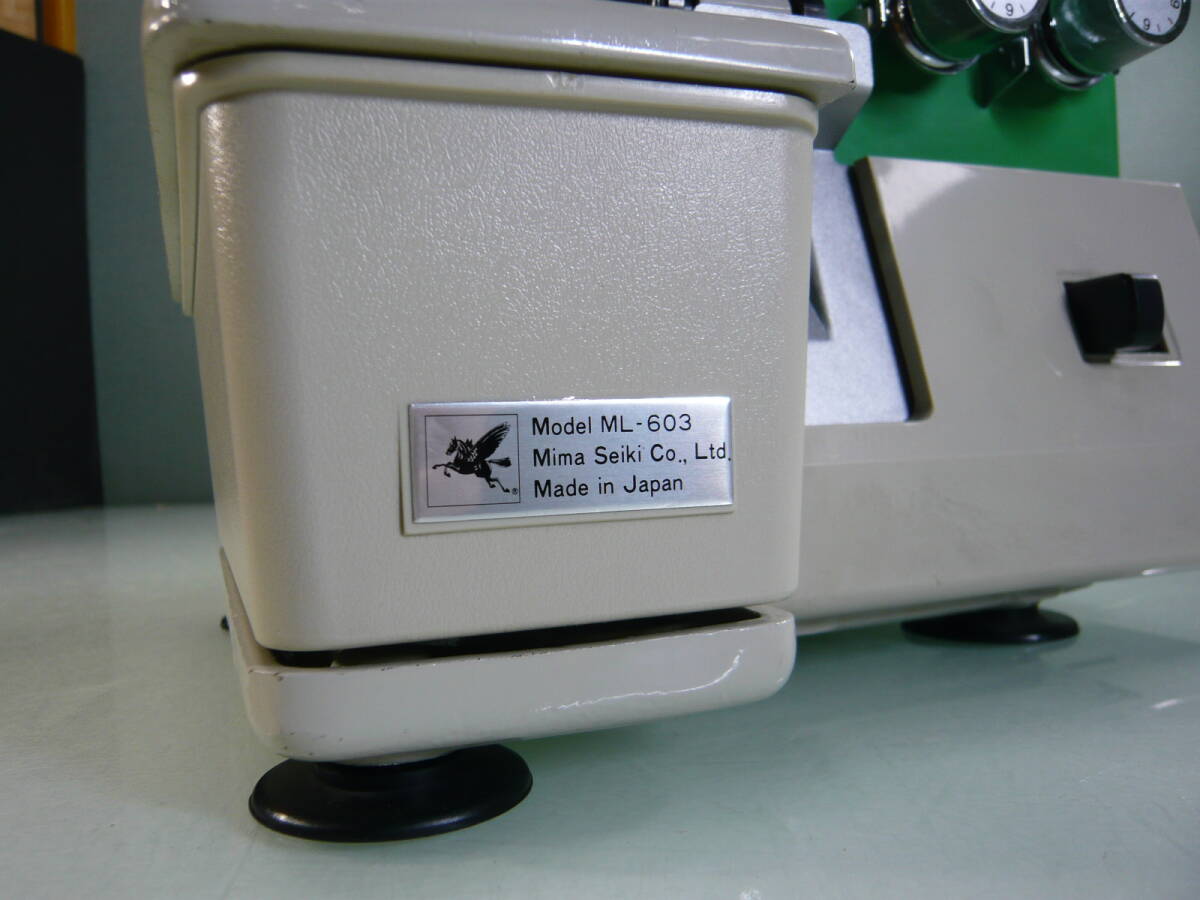 Model ML-603
Mima Seiki Co., Ltd.
Made in Japan
®